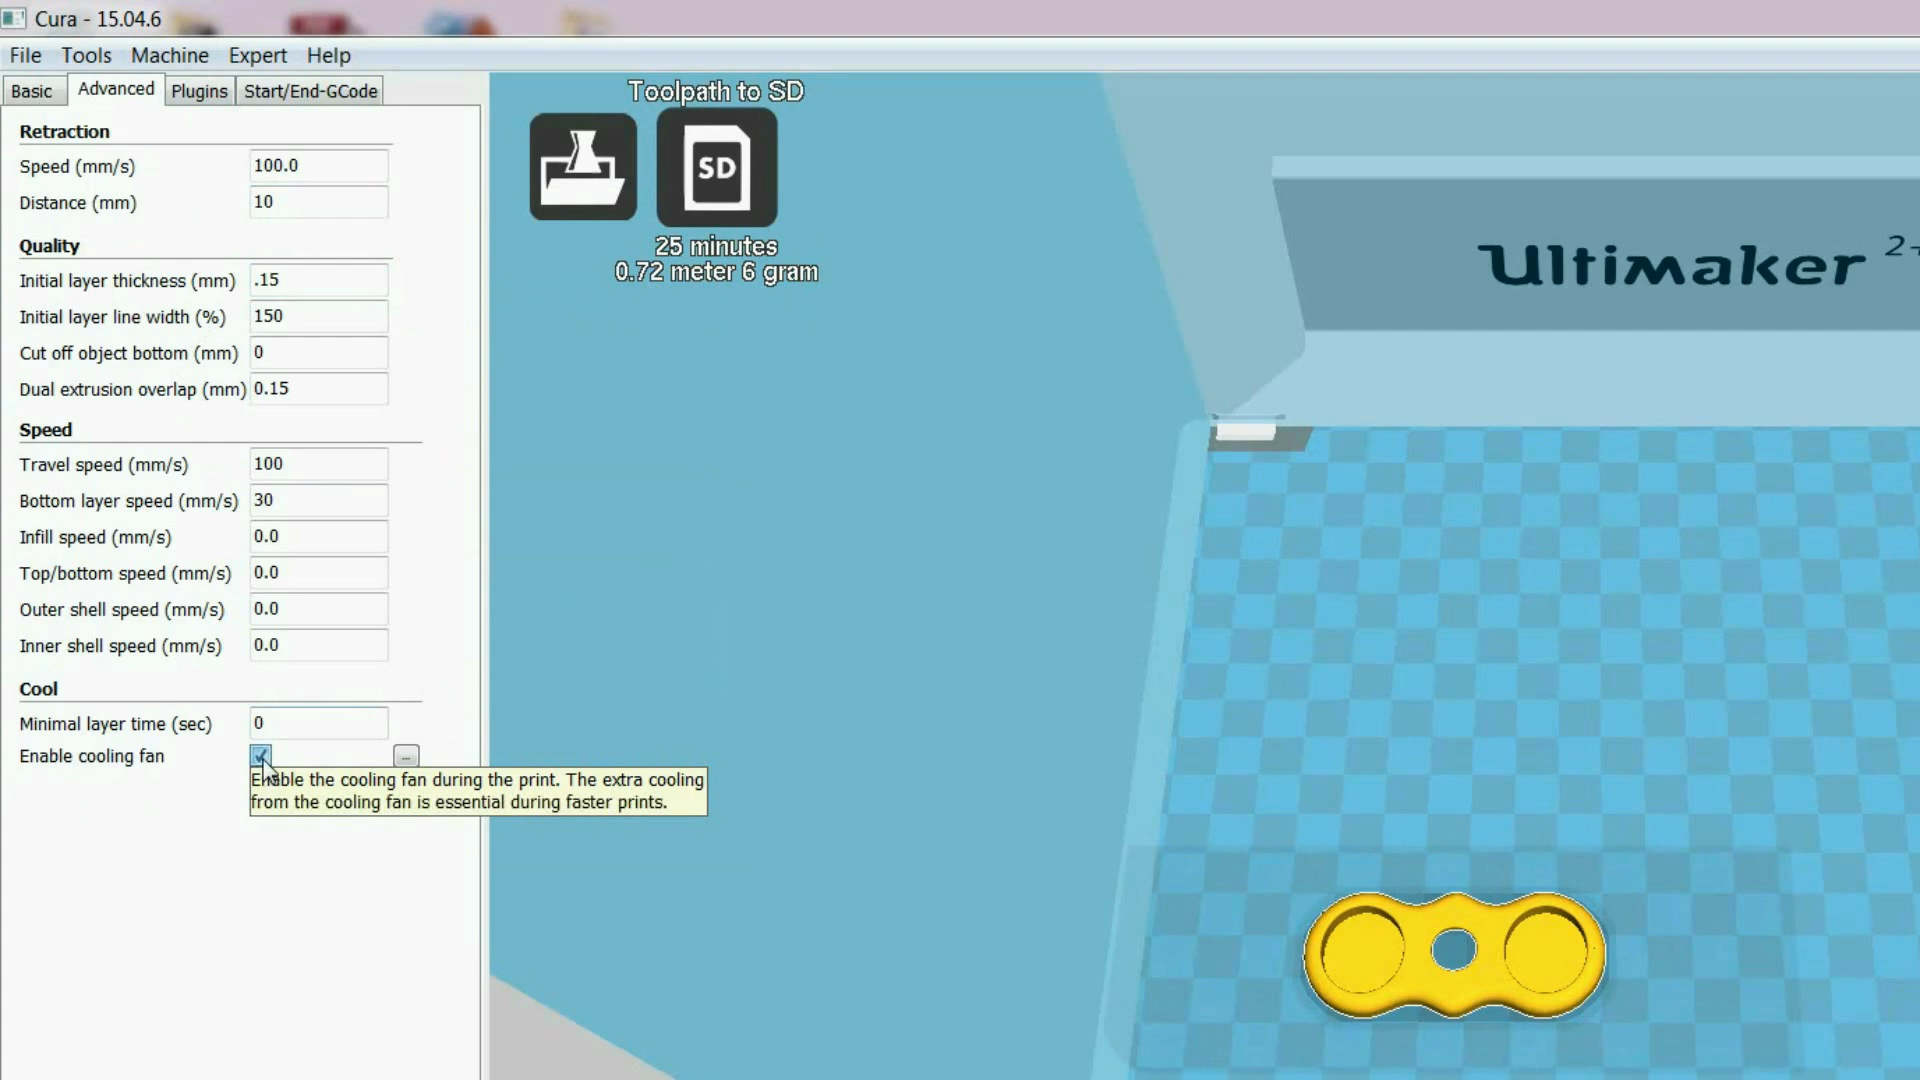 Cura - 15.04.6
File Tools Machine Expert Help
Basic Advanced Plugins Start/End-GCode
Retraction
Speed (mm/s) 100.0
Distance (mm) 10
Quality
Initial layer thickness (mm) .15
Initial layer line width (%) 150
Cut off object bottom (mm) 0
Dual extrusion overlap (mm) 0.15
Speed
Travel speed (mm/s) 100
Bottom layer speed (mm/s) 30
Infill speed (mm/s) 0.0
Top/bottom speed (mm/s) 0.0
Outer shell speed (mm/s) 0.0
Inner shell speed (mm/s) 0.0
Cool
Minimal layer time (sec) 0
Enable cooling fan ...
Enable the cooling fan during the print. The extra cooling
from the cooling fan is essential during faster prints.
Toolpath to SD
SD
25 minutes
0.72 meter 6 gram
Ultimaker 2+